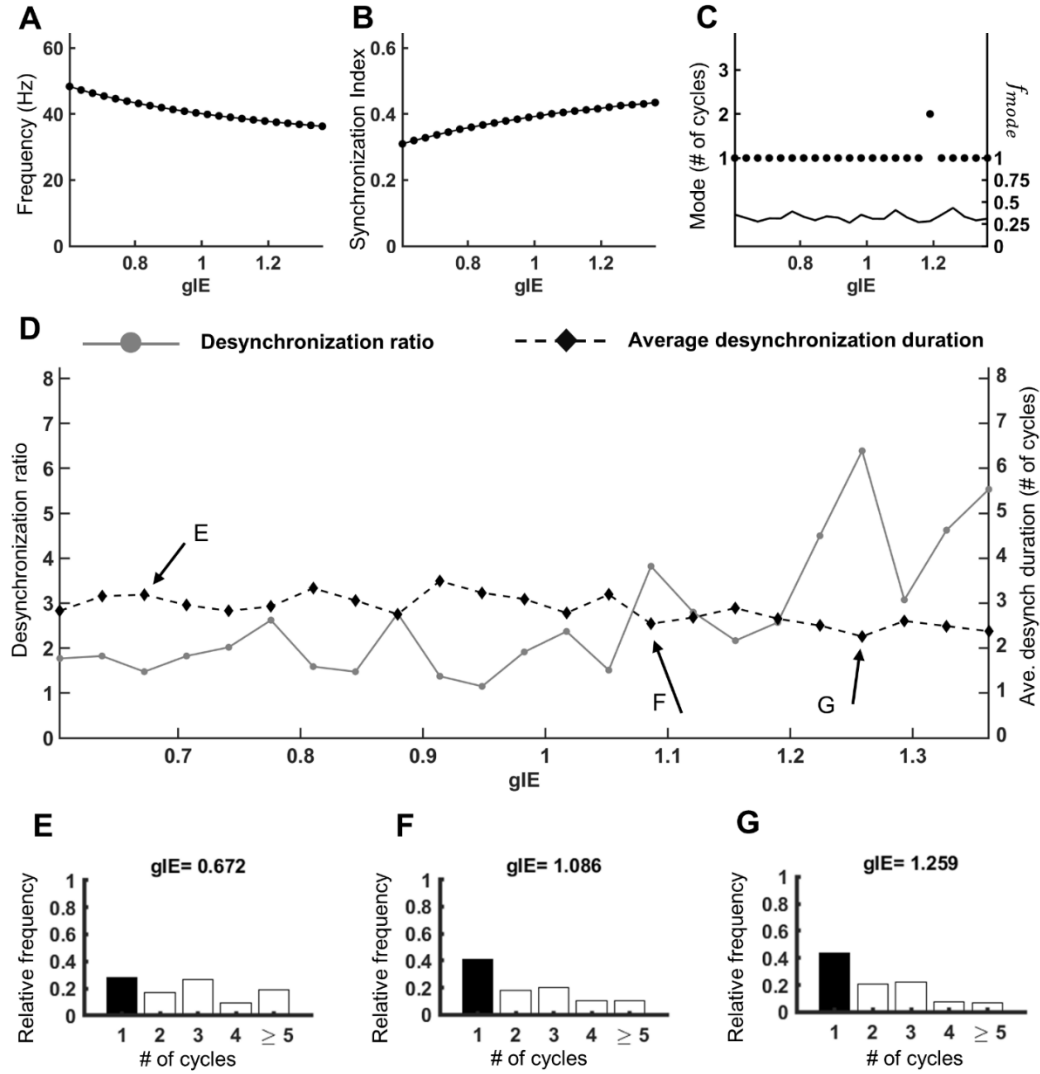 A
Frequency (Hz)
60
40
20
0
0.8
1
1.2
gIE
B
Synchronization Index
0.6
0.4
0.2
0
0.8
1
1.2
gIE
C
Mode (# of cycles)
3
2
1
f_mode
1
0.75
0.5
0.25
0
0.8
1
1.2
gIE
D
Desynchronization ratio
Average desynchronization duration
Desynchronization ratio
8
7
6
5
4
3
2
1
0
Ave. desynch duration (# of cycles)
8
7
6
5
4
3
2
1
0
E
F
G
0.7
0.8
0.9
1
1.1
1.2
1.3
gIE
E
gIE= 0.672
Relative frequency
1
0.8
0.6
0.4
0.2
0
1 2 3 4 ≥ 5
# of cycles
F
gIE= 1.086
Relative frequency
1
0.8
0.6
0.4
0.2
0
1 2 3 4 ≥ 5
# of cycles
G
gIE= 1.259
Relative frequency
1
0.8
0.6
0.4
0.2
0
1 2 3 4 ≥ 5
# of cycles